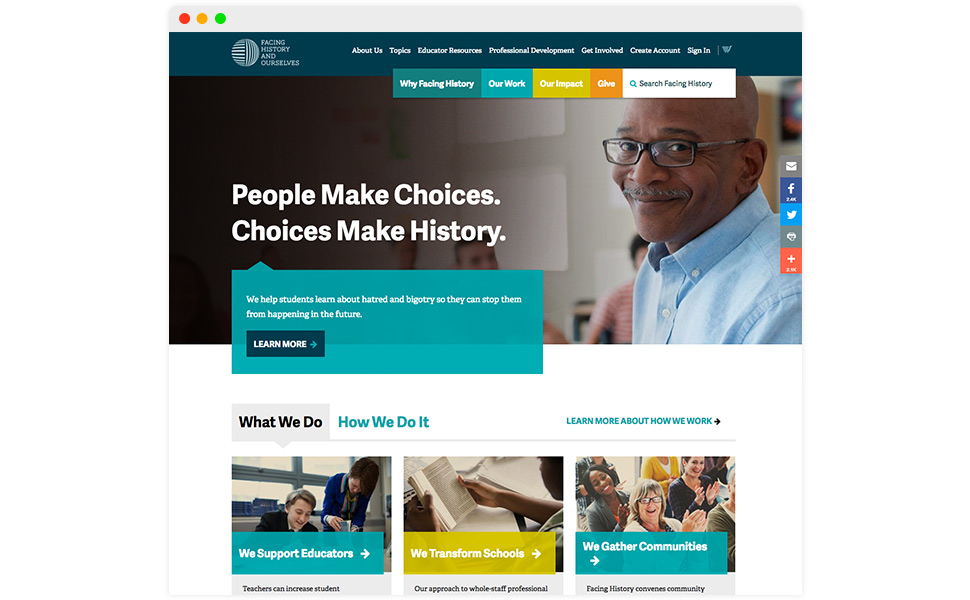 FACING
HISTORY
AND
OURSELVES
About Us Topics Educator Resources Professional Development Get Involved Create Account Sign In
Why Facing History Our Work Our Impact Give Search Facing History
People Make Choices.
Choices Make History.
2.4K
2.1K
We help students learn about hatred and bigotry so they can stop them
from happening in the future.
LEARN MORE →
What We Do How We Do It LEARN MORE ABOUT HOW WE WORK →
We Support Educators → We Transform Schools → We Gather Communities
→
Teachers can increase student Our approach to whole-staff professional Facing History convenes community